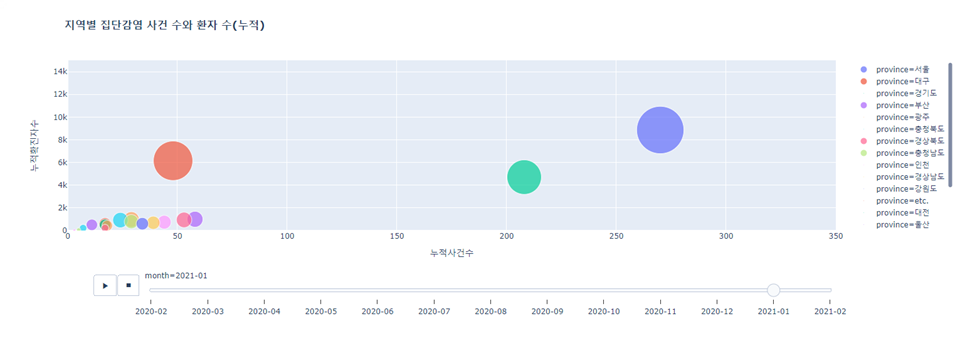 지역별 집단감염 사건 수와 환자 수(누적)
14k
12k
10k
8k
6k
4k
2k
0
누적확진자수
0 50 100 150 200 250 300 350
누적사건수
province=서울
province=대구
province=경기도
province=부산
province=광주
province=충청북도
province=경상북도
province=충청남도
province=인천
province=경상남도
province=강원도
province=etc.
province=대전
province=울산
month=2021-01
2020-02 2020-03 2020-04 2020-05 2020-06 2020-07 2020-08 2020-09 2020-10 2020-11 2020-12 2021-01 2021-02